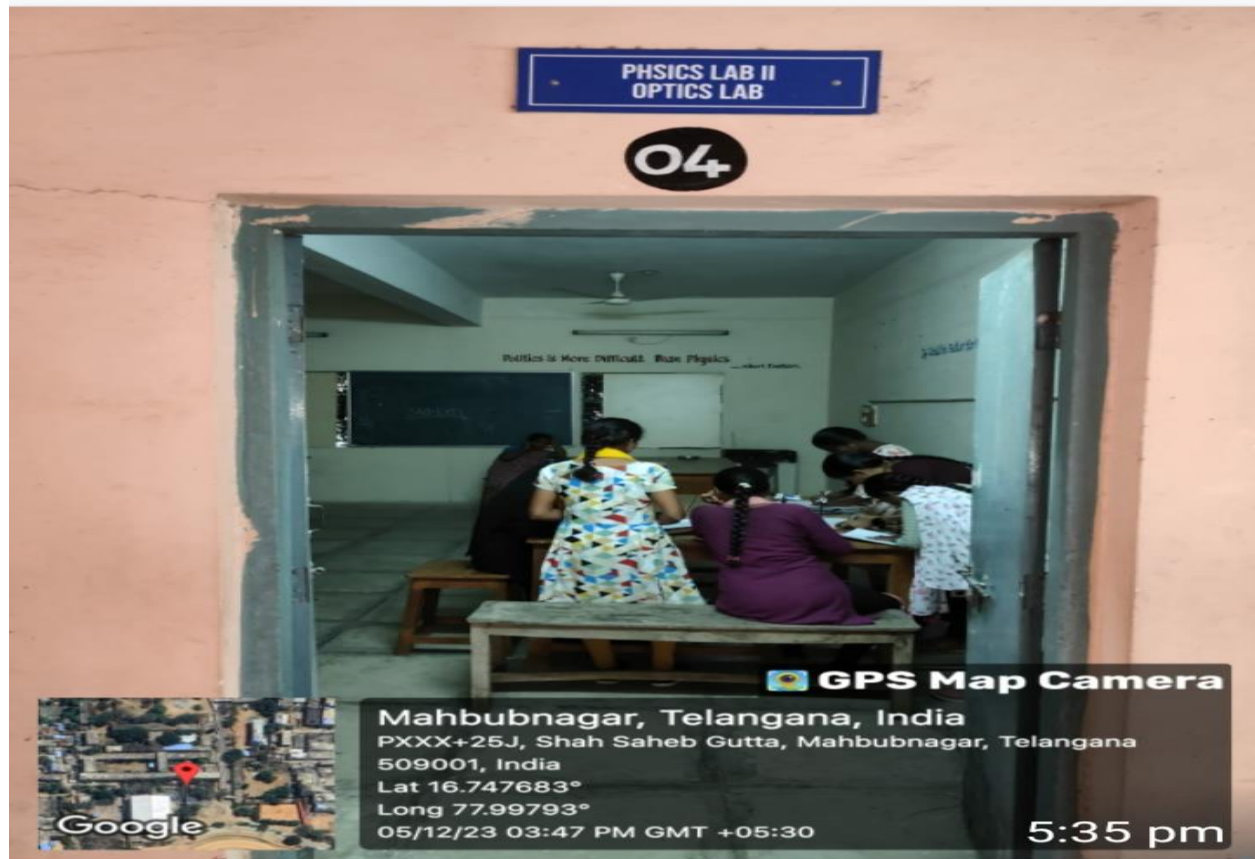 PHSICS LAB II
OPTICS LAB
04
Politics is More Difficult Than Physics
GPS Map Camera
Mahbubnagar, Telangana, India
PXXX+25J, Shah Saheb Gutta, Mahbubnagar, Telangana
509001, India
Lat 16.747683°
Long 77.99793°
05/12/23 03:47 PM GMT +05:30
5:35 pm
Google